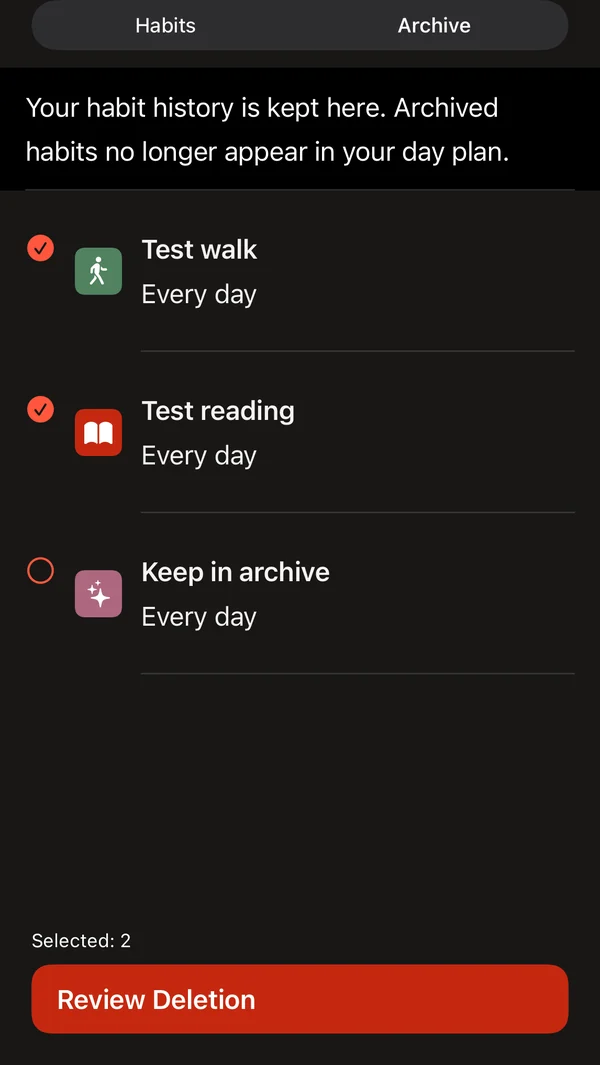 Habits
Archive
Your habit history is kept here. Archived
habits no longer appear in your day plan.
Test walk
Every day
Test reading
Every day
Keep in archive
Every day
Selected: 2
Review Deletion